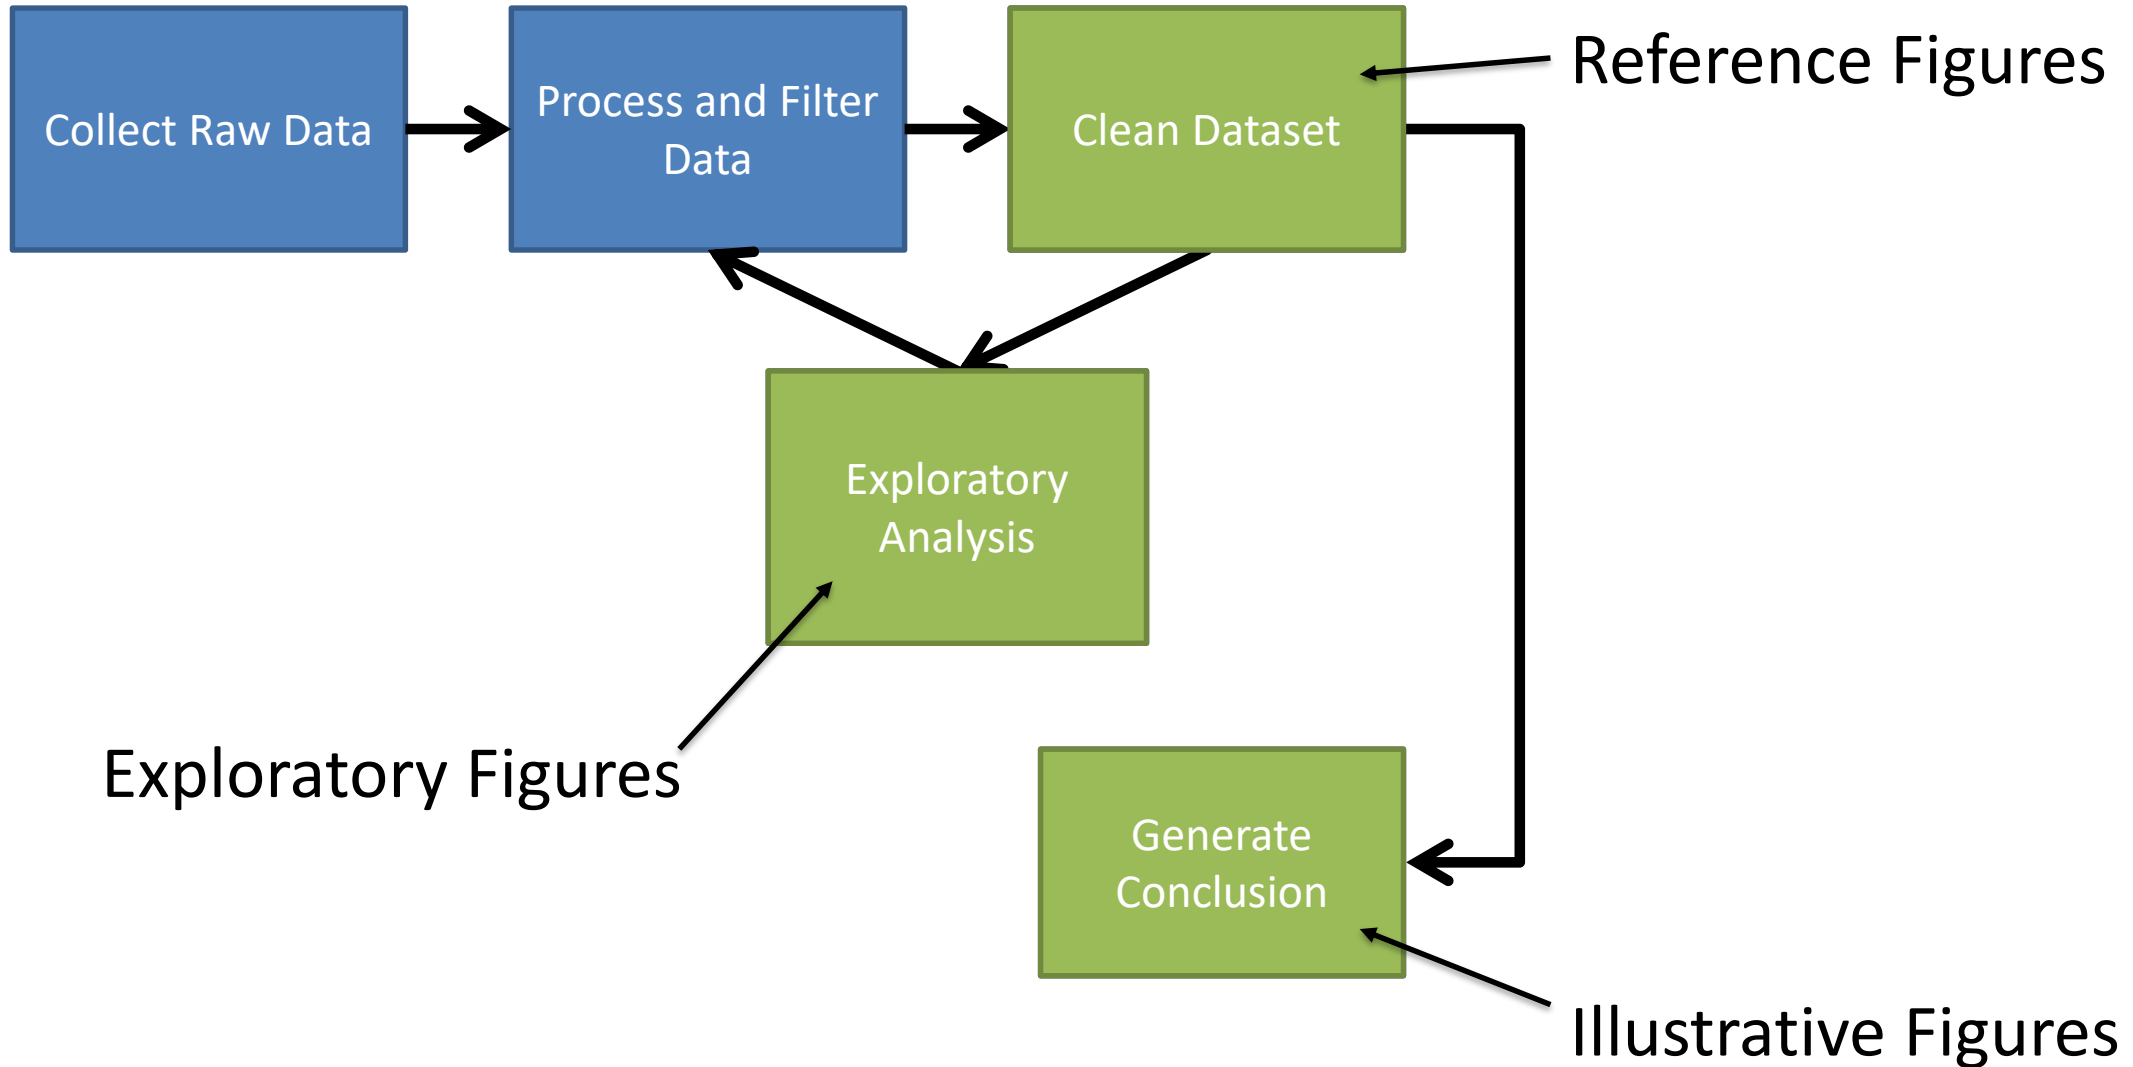 Collect Raw Data
Process and Filter
Data
Clean Dataset
Reference Figures
Exploratory
Analysis
Exploratory Figures
Generate
Conclusion
Illustrative Figures